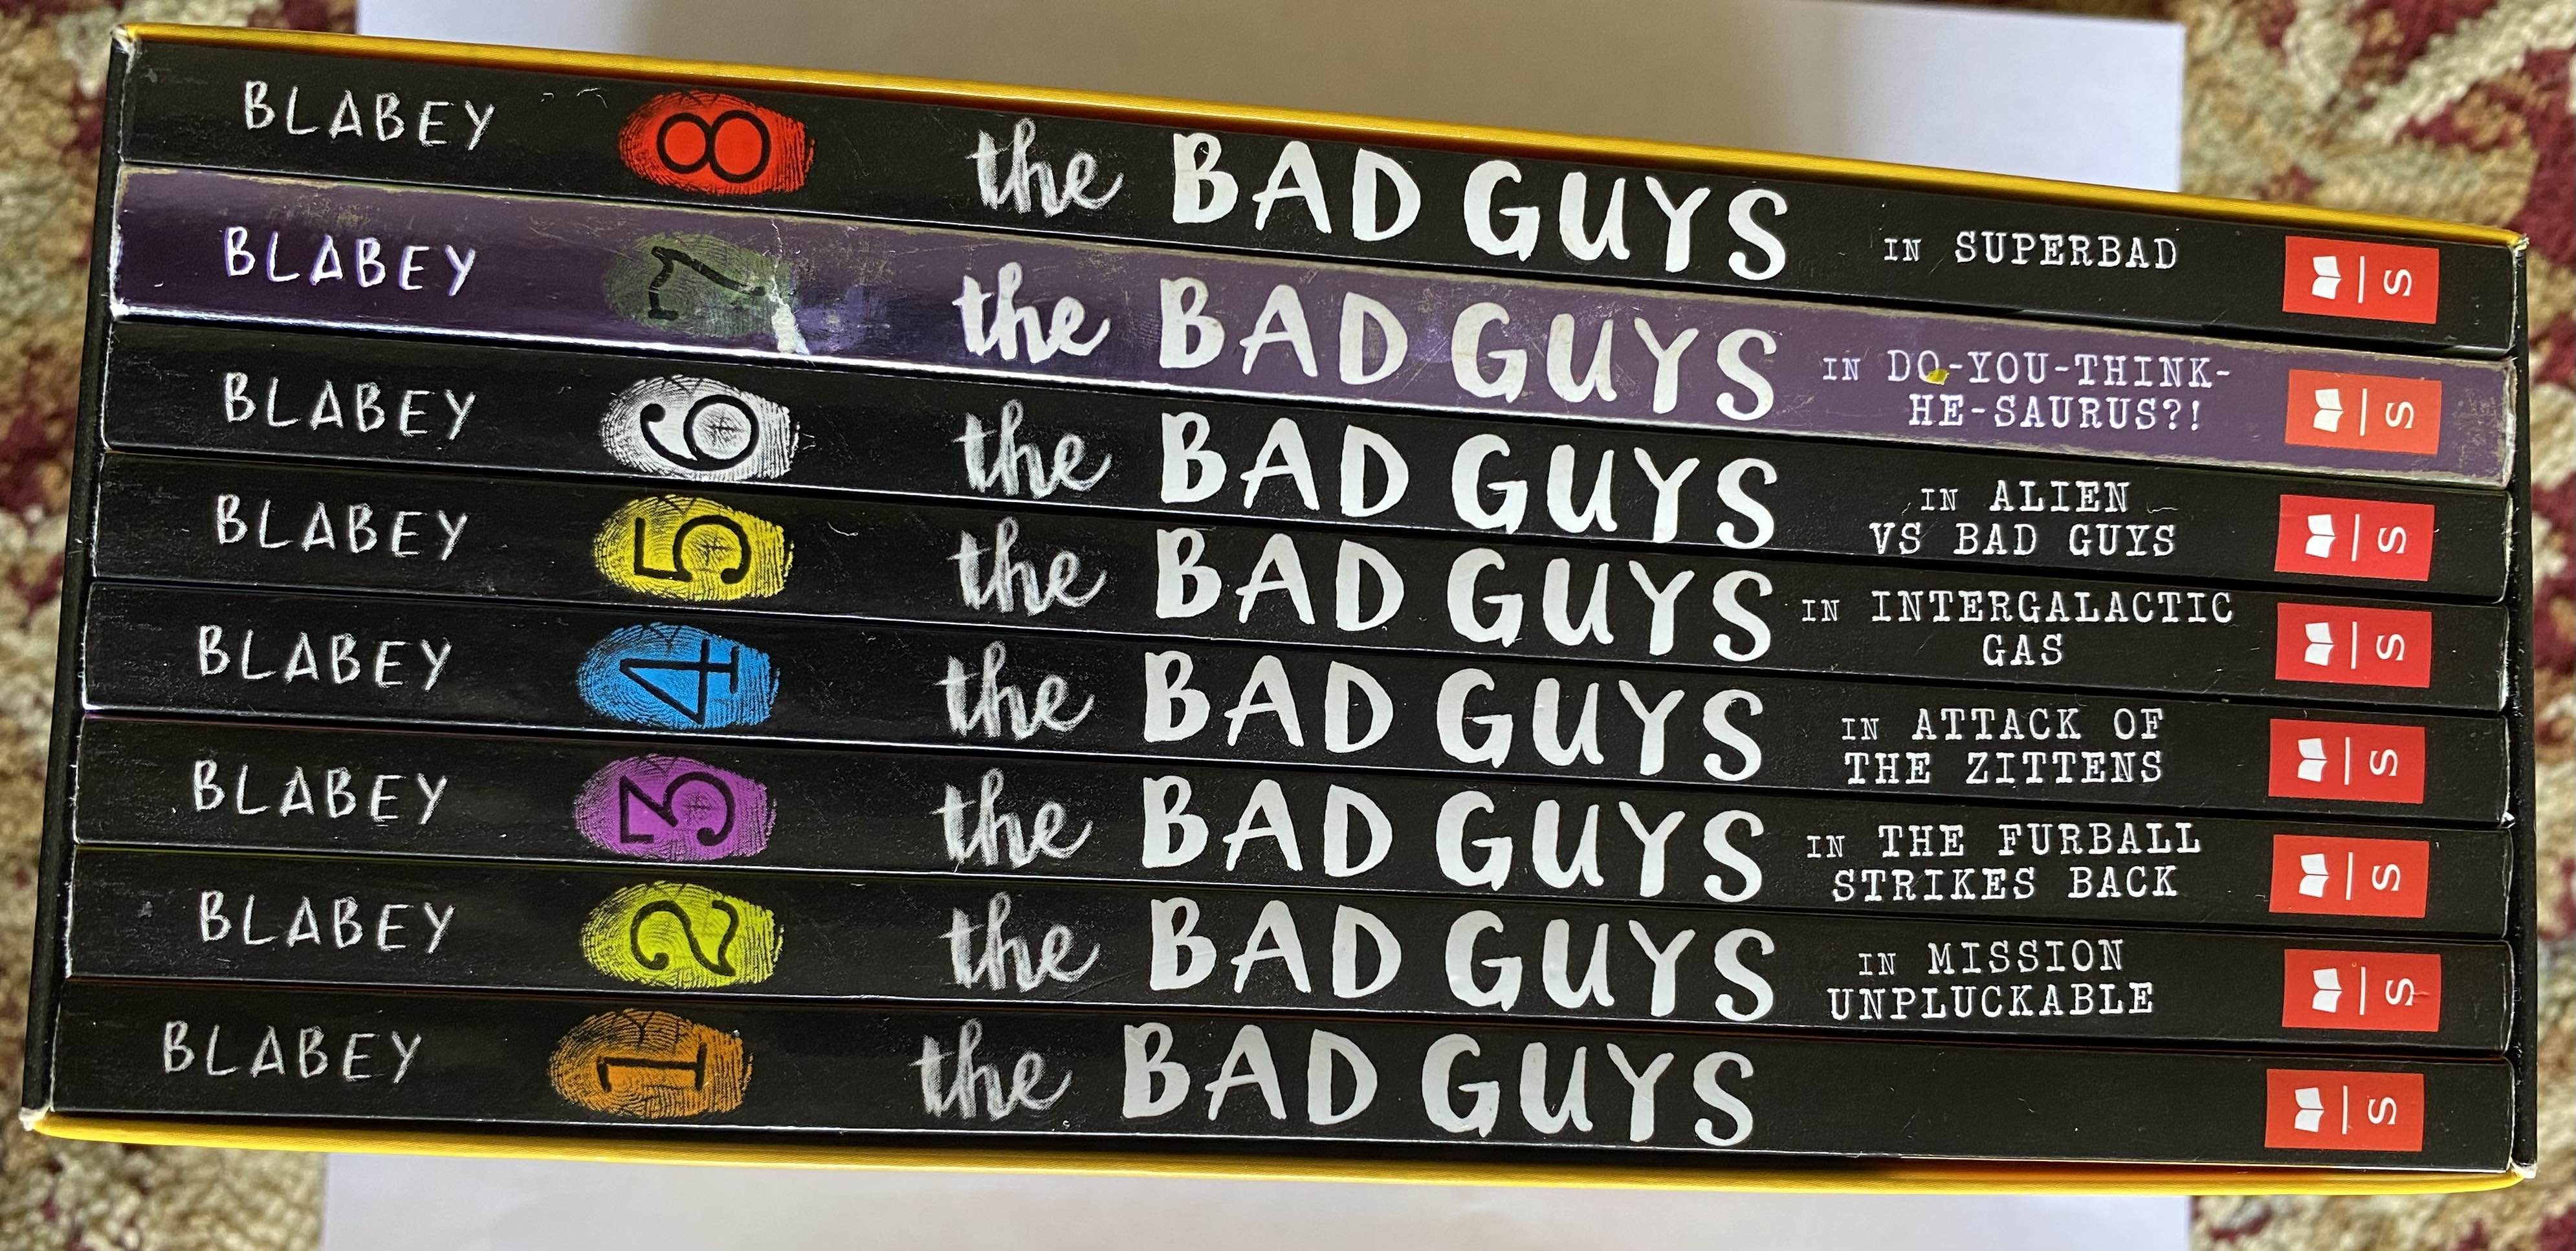 BLABEY 8 the BAD GUYS IN SUPERBAD S
BLABEY 7 the BAD GUYS IN DO-YOU-THINK-
HE-SAURUS?! S
BLABEY 6 the BAD GUYS IN ALIEN
VS BAD GUYS S
BLABEY 5 the BAD GUYS IN INTERGALACTIC
GAS S
BLABEY 4 the BAD GUYS IN ATTACK OF
THE ZITTENS S
BLABEY 3 the BAD GUYS IN THE FURBALL
STRIKES BACK S
BLABEY 2 the BAD GUYS IN MISSION
UNPLUCKABLE S
BLABEY 1 the BAD GUYS S